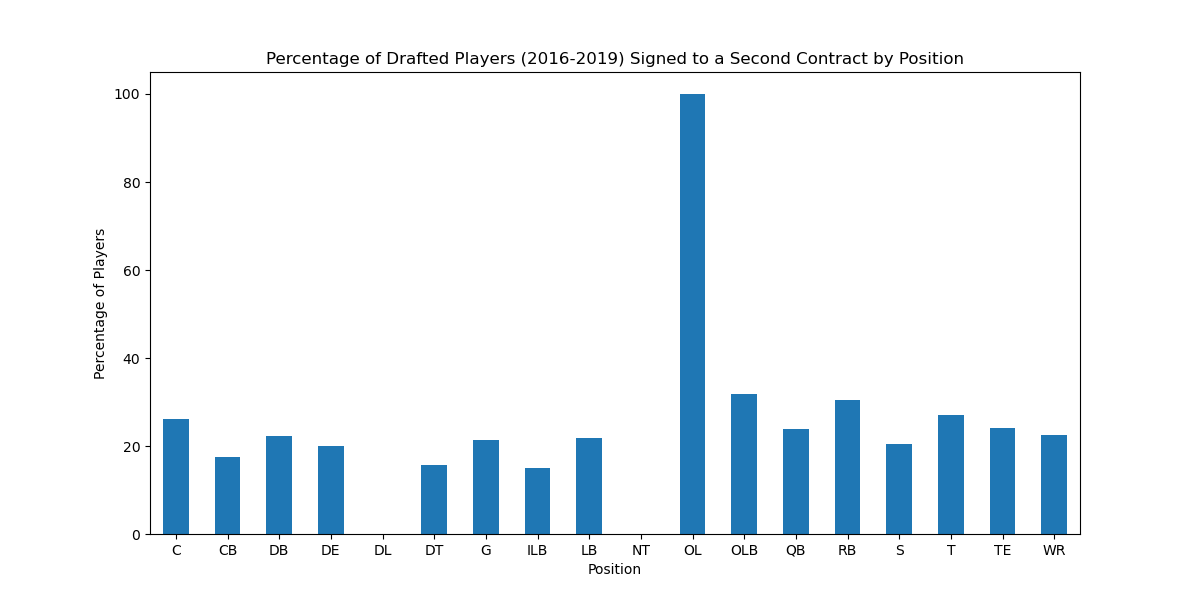 Percentage of Drafted Players (2016-2019) Signed to a Second Contract by Position
Percentage of Players
100
80
60
40
20
0
C CB DB DE DL DT G ILB LB NT OL OLB QB RB S T TE WR
Position